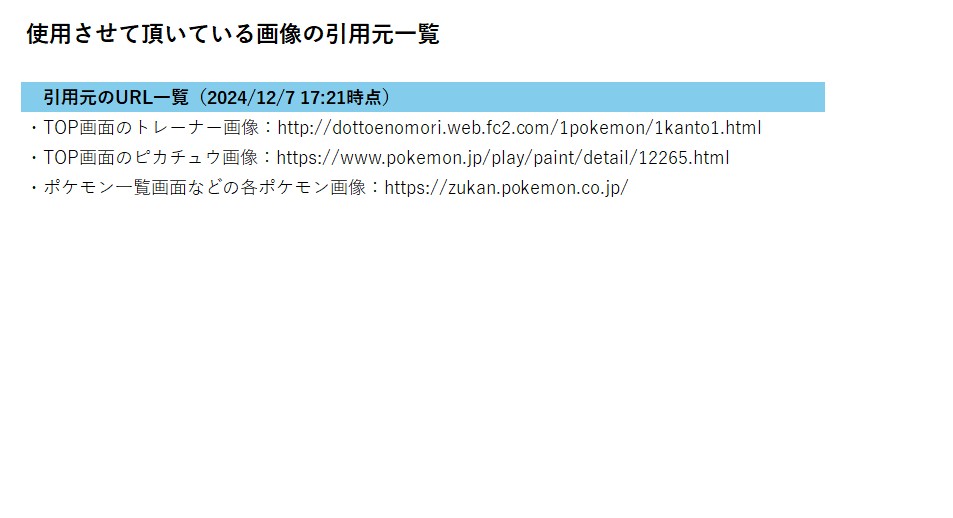 使用させて頂いている画像の引用元一覧
引用元のURL一覧（2024/12/7 17:21時点）
・TOP画面のトレーナー画像：http://dottoenomori.web.fc2.com/1pokemon/1kanto1.html
・TOP画面のピカチュウ画像：https://www.pokemon.jp/play/paint/detail/12265.html
・ポケモン一覧画面などの各ポケモン画像：https://zukan.pokemon.co.jp/